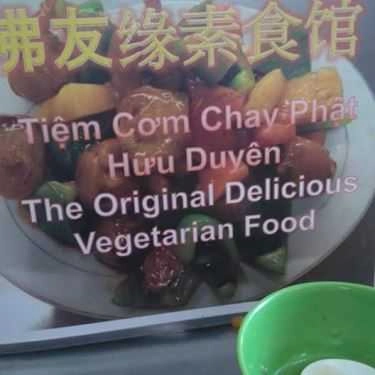 佛友缘素食馆
Tiệm Cơm Chay Phật
Hữu Duyên
The Original Delicious
Vegetarian Food